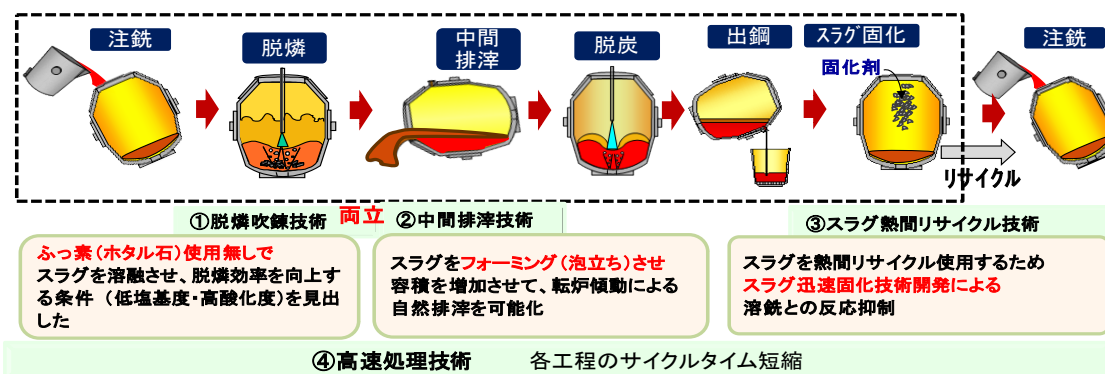 注銑
脱燐
中間
排滓
脱炭
出鋼
スラグ固化
注銑
固化剤
リサイクル
①脱燐吹錬技術
両立
②中間排滓技術
③スラグ熱間リサイクル技術
ふっ素(ホタル石)使用無しで
スラグを溶融させ、脱燐効率を向上す
る条件 (低塩基度・高酸化度)を見出
した
スラグをフォーミング(泡立ち)させ
容積を増加させて、転炉傾動による
自然排滓を可能化
スラグを熱間リサイクル使用するため
スラグ迅速固化技術開発による
溶銑との反応抑制
④高速処理技術 各工程のサイクルタイム短縮